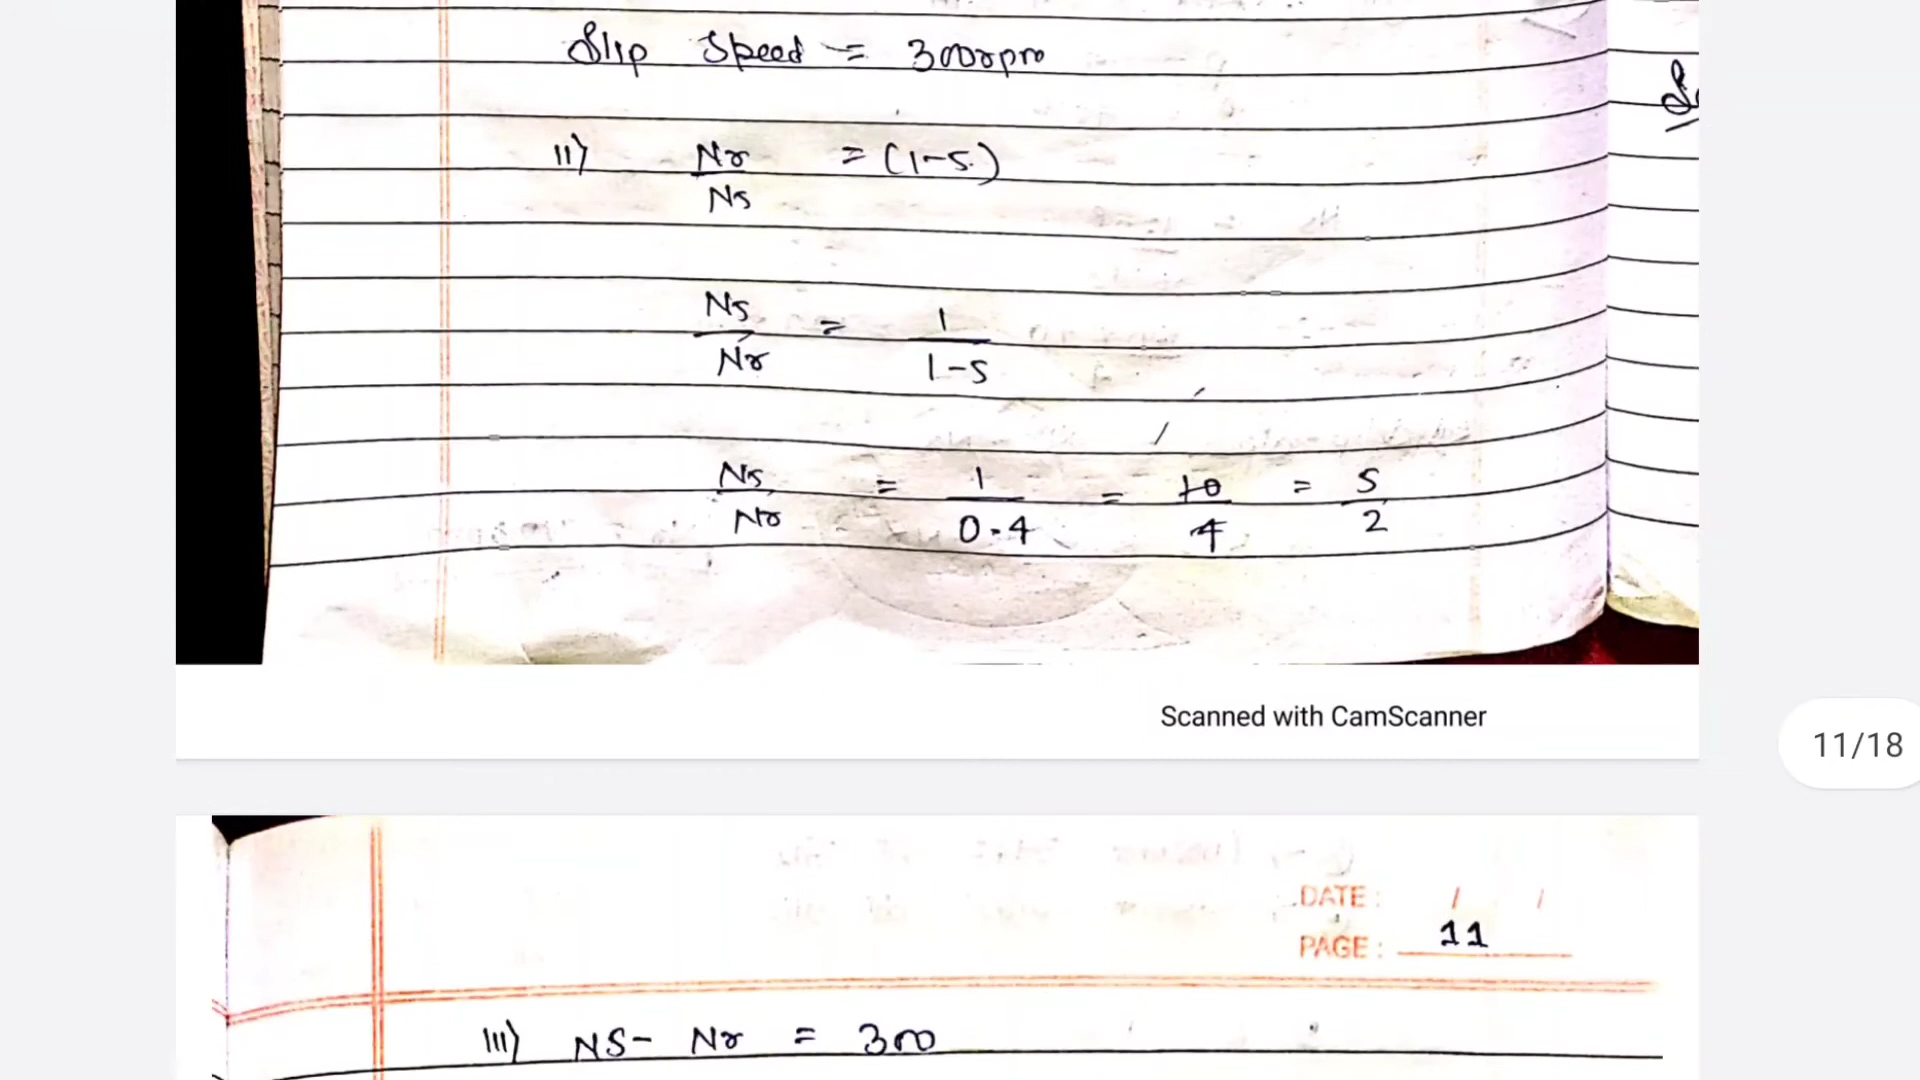 Slip Speed = 300rpm
S
ii) Nr/Ns = (1-s)
Ns/Nr = 1/1-s
Ns/Nr = 1/0.4 = 10/4 = 5/2
Scanned with CamScanner
11/18
DATE: / /
PAGE: 11
iii) NS- Nr = 300